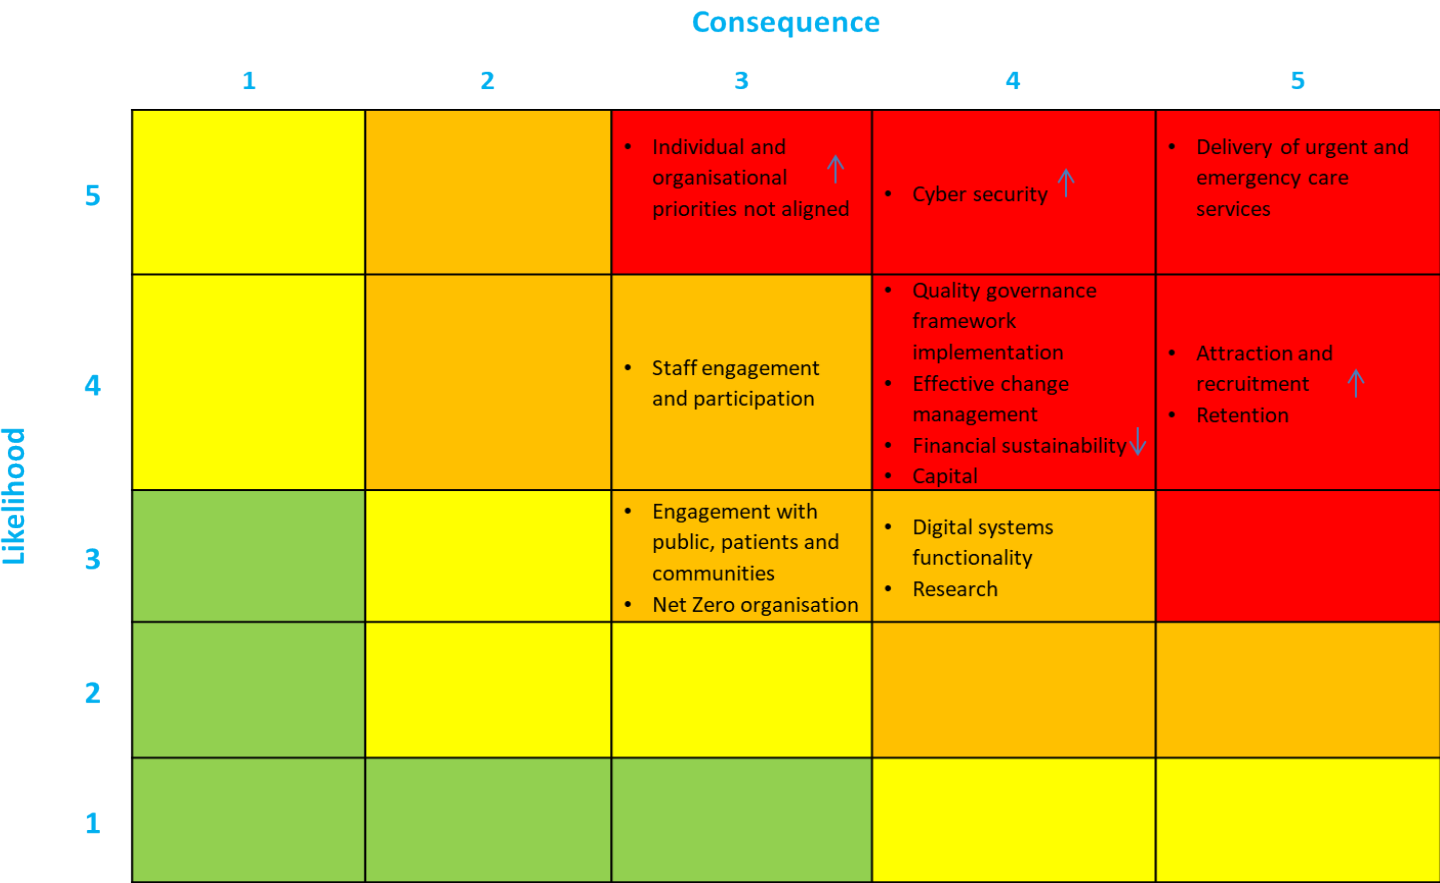 Consequence
1
2
3
4
5
5
• Individual and
organisational
priorities not aligned
↑
• Cyber security
↑
• Delivery of urgent and
emergency care
services
4
• Staff engagement
and participation
• Quality governance
framework
implementation
• Effective change
management
• Financial sustainability
↓
• Capital
• Attraction and
recruitment
↑
• Retention
Likelihood
3
• Engagement with
public, patients and
communities
• Net Zero organisation
• Digital systems
functionality
• Research
2
1